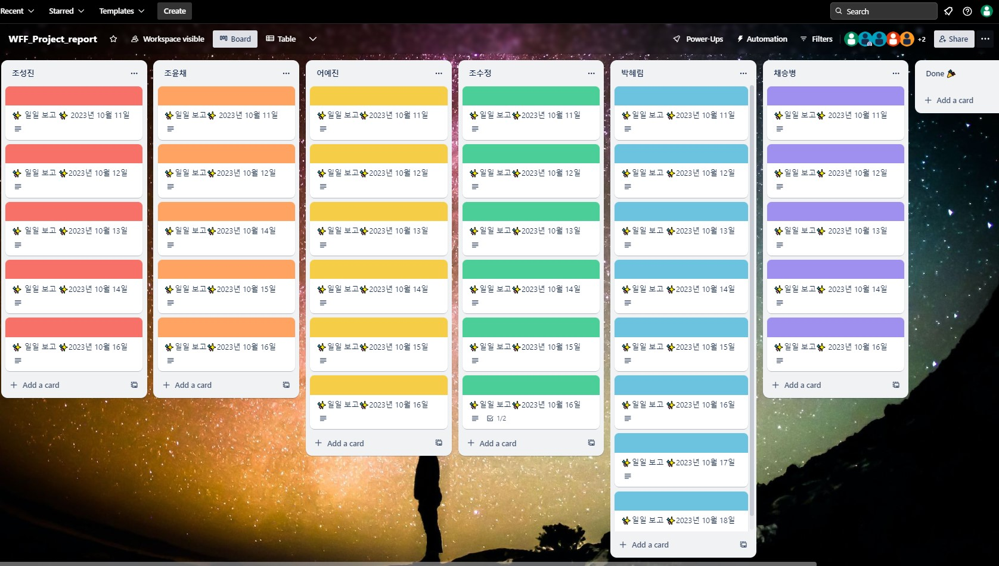 Recent
Starred
Templates
Create
Search
WFF_Project_report
Workspace visible
Board
Table
Power-Ups
Automation
Filters
+2
Share
조성진
✨ 일일 보고 ✨ 2023년 10월 11일
✨ 일일 보고 ✨2023년 10월 12일
✨ 일일 보고 ✨2023년 10월 13일
✨ 일일 보고 ✨2023년 10월 14일
✨ 일일 보고 ✨2023년 10월 16일
Add a card
조윤채
✨일일 보고✨ 2023년 10월 11일
✨일일 보고✨2023년 10월 12일
✨일일 보고✨2023년 10월 14일
✨일일 보고✨2023년 10월 15일
✨일일 보고✨2023년 10월 16일
Add a card
어예진
✨일일 보고✨2023년 10월 11일
✨일일 보고✨2023년 10월 12일
✨일일 보고✨2023년 10월 13일
✨일일 보고✨2023년 10월 14일
✨일일 보고✨2023년 10월 15일
✨일일 보고✨2023년 10월 16일
Add a card
조수정
✨일일 보고✨2023년 10월 11일
✨일일 보고✨2023년 10월 12일
✨일일 보고✨2023년 10월 13일
✨일일 보고✨2023년 10월 14일
✨일일 보고✨2023년 10월 15일
✨일일 보고✨2023년 10월 16일
1/2
Add a card
박혜림
✨일일 보고 ✨2023년 10월 11일
✨일일 보고 ✨2023년 10월 12일
✨일일 보고 ✨2023년 10월 13일
✨일일 보고 ✨2023년 10월 14일
✨일일 보고 ✨2023년 10월 15일
✨일일 보고 ✨2023년 10월 16일
✨일일 보고 ✨2023년 10월 17일
✨일일 보고 ✨2023년 10월 18일
Add a card
채승병
✨일일 보고✨ 2023년 10월 11일
✨일일 보고✨ 2023년 10월 12일
✨일일 보고✨ 2023년 10월 13일
✨일일 보고✨ 2023년 10월 14일
✨일일 보고✨ 2023년 10월 16일
Add a card
Done 🎉
Add a card